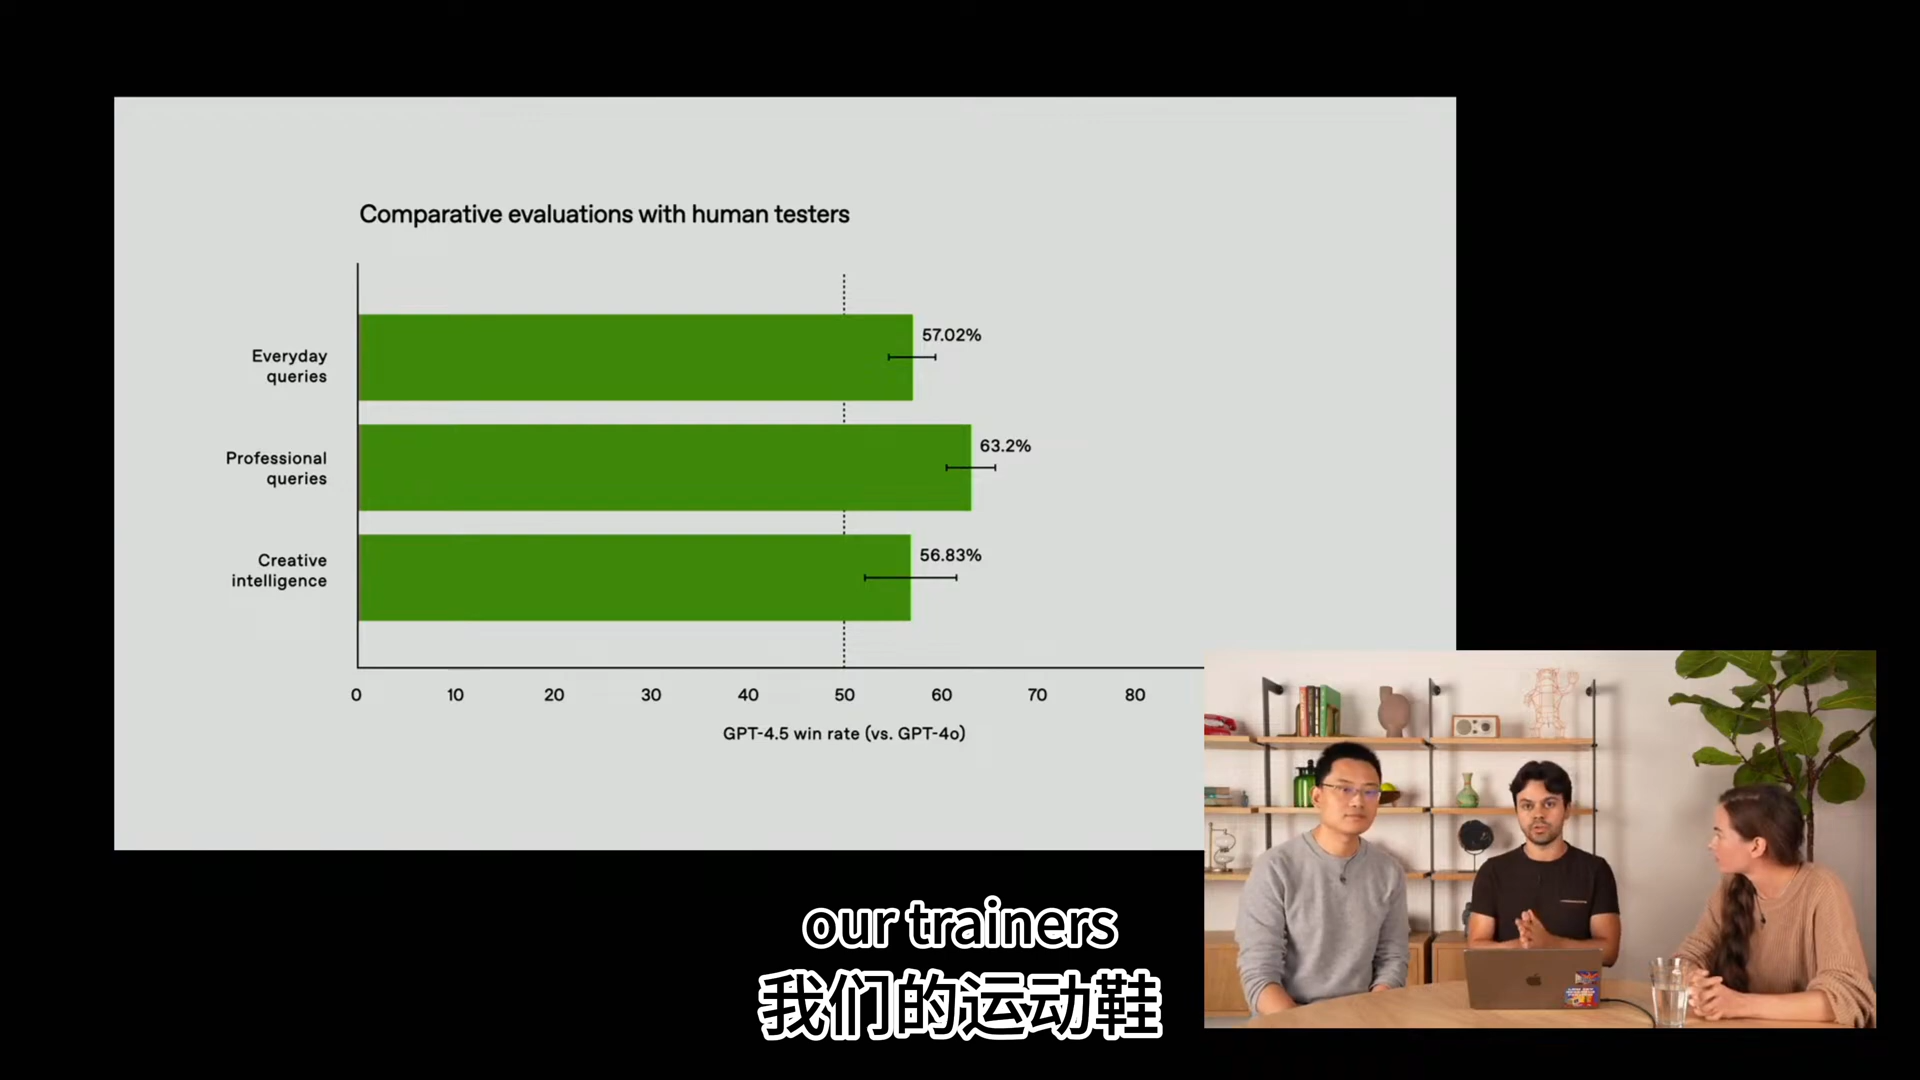 Comparative evaluations with human testers
57.02%
Everyday
queries
63.2%
Professional
queries
56.83%
Creative
intelligence
0 10 20 30 40 50 60 70 80
GPT-4.5 win rate (vs. GPT-4o)
our trainers
我们的运动鞋